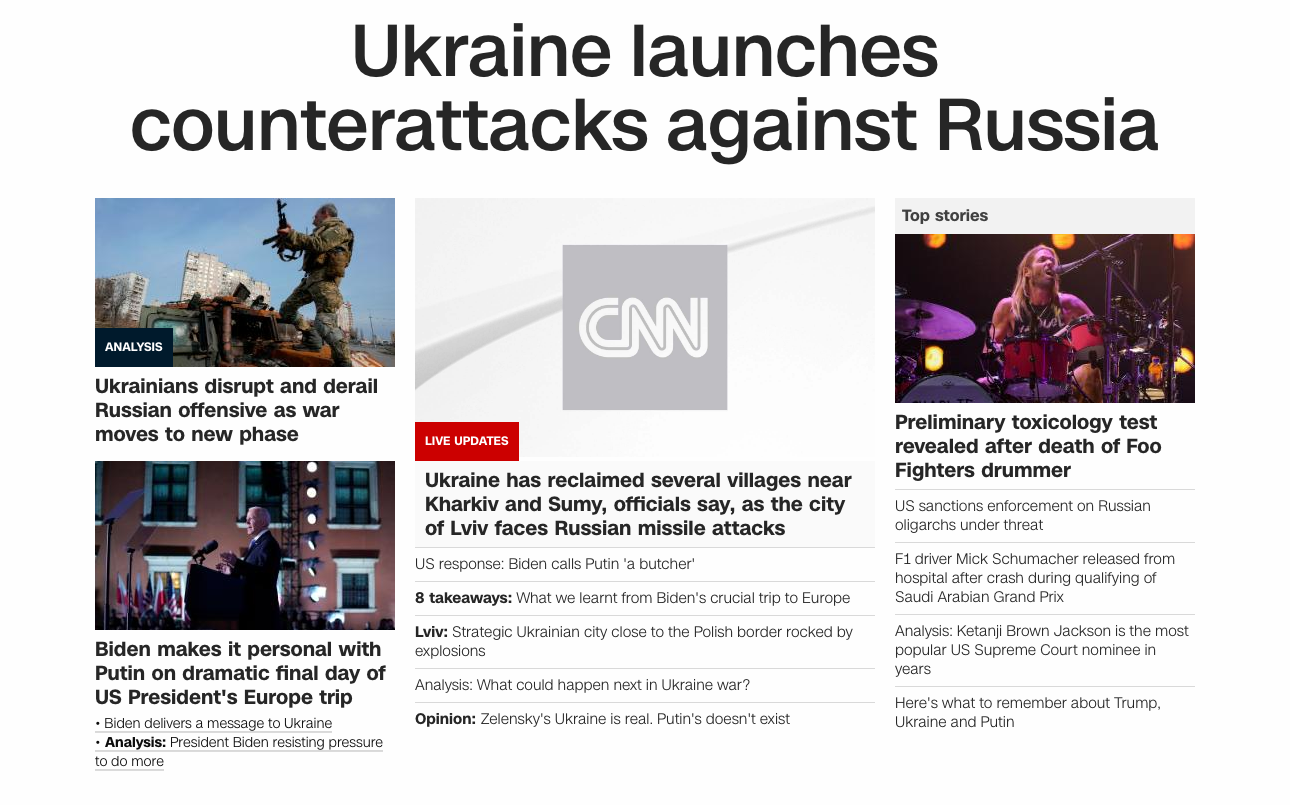 Ukraine launches
counterattacks against Russia
ANALYSIS
Ukrainians disrupt and derail
Russian offensive as war
moves to new phase
Biden makes it personal with
Putin on dramatic final day of
US President's Europe trip
• Biden delivers a message to Ukraine
• Analysis: President Biden resisting pressure
to do more
CNN
LIVE UPDATES
Ukraine has reclaimed several villages near
Kharkiv and Sumy, officials say, as the city
of Lviv faces Russian missile attacks
US response: Biden calls Putin 'a butcher'
8 takeaways: What we learnt from Biden's crucial trip to Europe
Lviv: Strategic Ukrainian city close to the Polish border rocked by
explosions
Analysis: What could happen next in Ukraine war?
Opinion: Zelensky's Ukraine is real. Putin's doesn't exist
Top stories
Preliminary toxicology test
revealed after death of Foo
Fighters drummer
US sanctions enforcement on Russian
oligarchs under threat
F1 driver Mick Schumacher released from
hospital after crash during qualifying of
Saudi Arabian Grand Prix
Analysis: Ketanji Brown Jackson is the most
popular US Supreme Court nominee in
years
Here's what to remember about Trump,
Ukraine and Putin